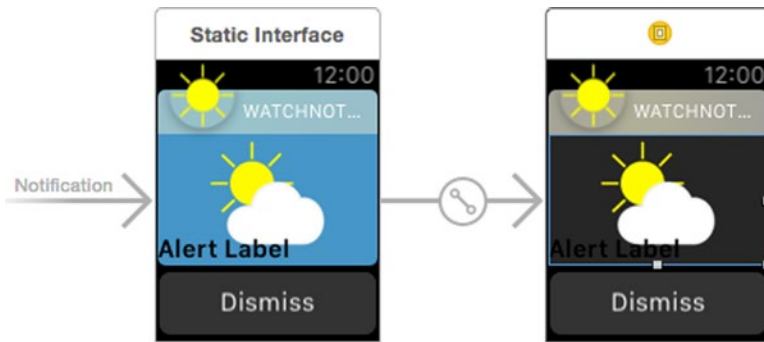 Static Interface
12:00
WATCHNOT...
Notification
Alert Label
Dismiss
12:00
WATCHNOT...
Alert Label
Dismiss